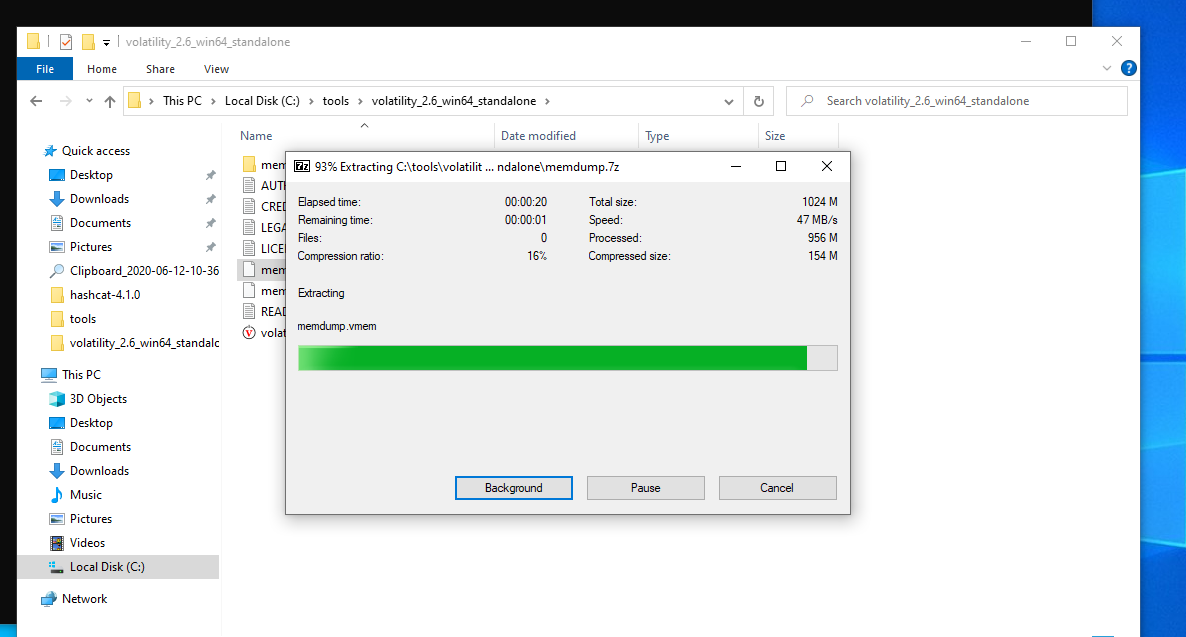 volatility_2.6_win64_standalone
File Home Share View
This PC Local Disk (C:) tools volatility_2.6_win64_standalone
Search volatility_2.6_win64_standalone
Name Date modified Type Size
Quick access
Desktop
Downloads
Documents
Pictures
Clipboard_2020-06-12-10-36
hashcat-4.1.0
tools
volatility_2.6_win64_standalc
This PC
3D Objects
Desktop
Documents
Downloads
Music
Pictures
Videos
Local Disk (C:)
Network
mem
AUTH
CRED
LEGA
LICE
mem
mem
READ
volat
7z 93% Extracting C:\tools\volatilit ... ndalone\memdump.7z
Elapsed time: 00:00:20 Total size: 1024 M
Remaining time: 00:00:01 Speed: 47 MB/s
Files: 0 Processed: 956 M
Compression ratio: 16% Compressed size: 154 M
Extracting
memdump.vmem
Background Pause Cancel